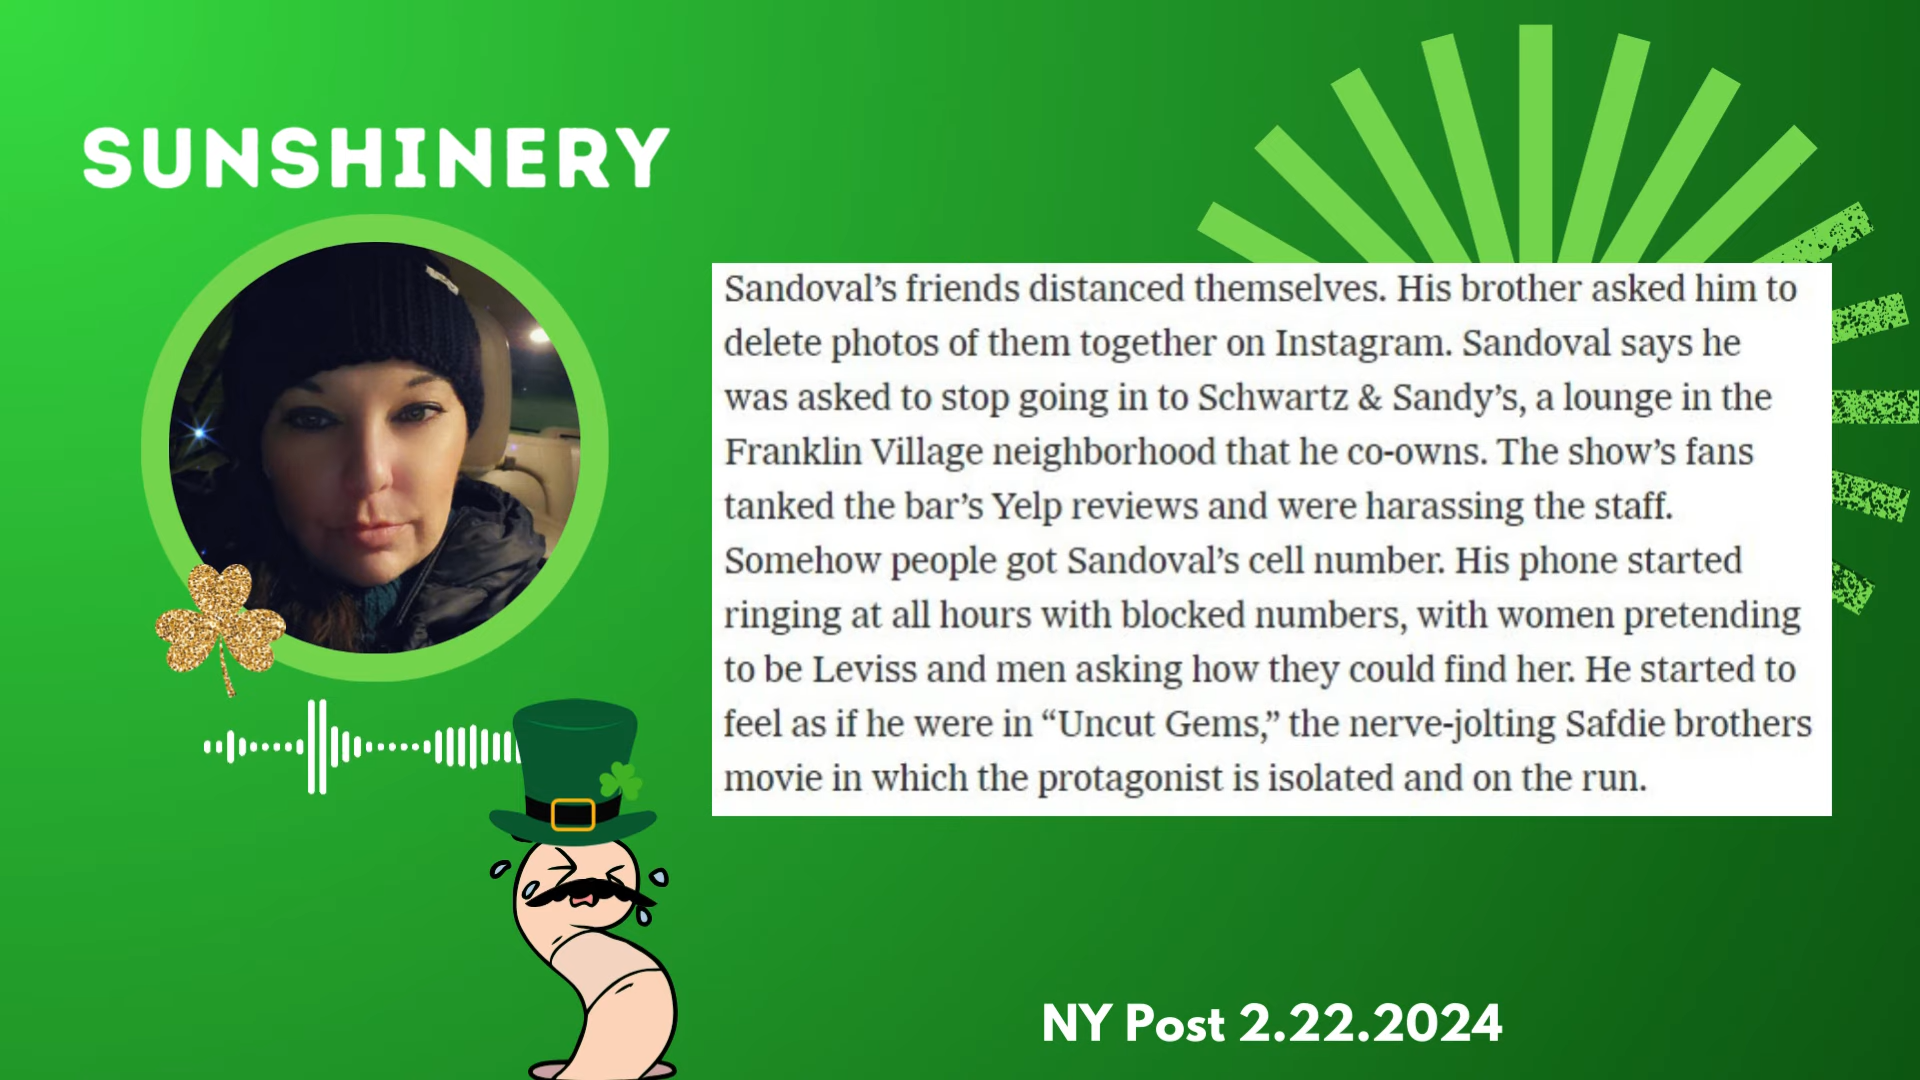 SUNSHINERY
Sandoval’s friends distanced themselves. His brother asked him to
delete photos of them together on Instagram. Sandoval says he
was asked to stop going in to Schwartz & Sandy’s, a lounge in the
Franklin Village neighborhood that he co-owns. The show’s fans
tanked the bar’s Yelp reviews and were harassing the staff.
Somehow people got Sandoval’s cell number. His phone started
ringing at all hours with blocked numbers, with women pretending
to be Leviss and men asking how they could find her. He started to
feel as if he were in “Uncut Gems,” the nerve-jolting Safdie brothers
movie in which the protagonist is isolated and on the run.
NY Post 2.22.2024